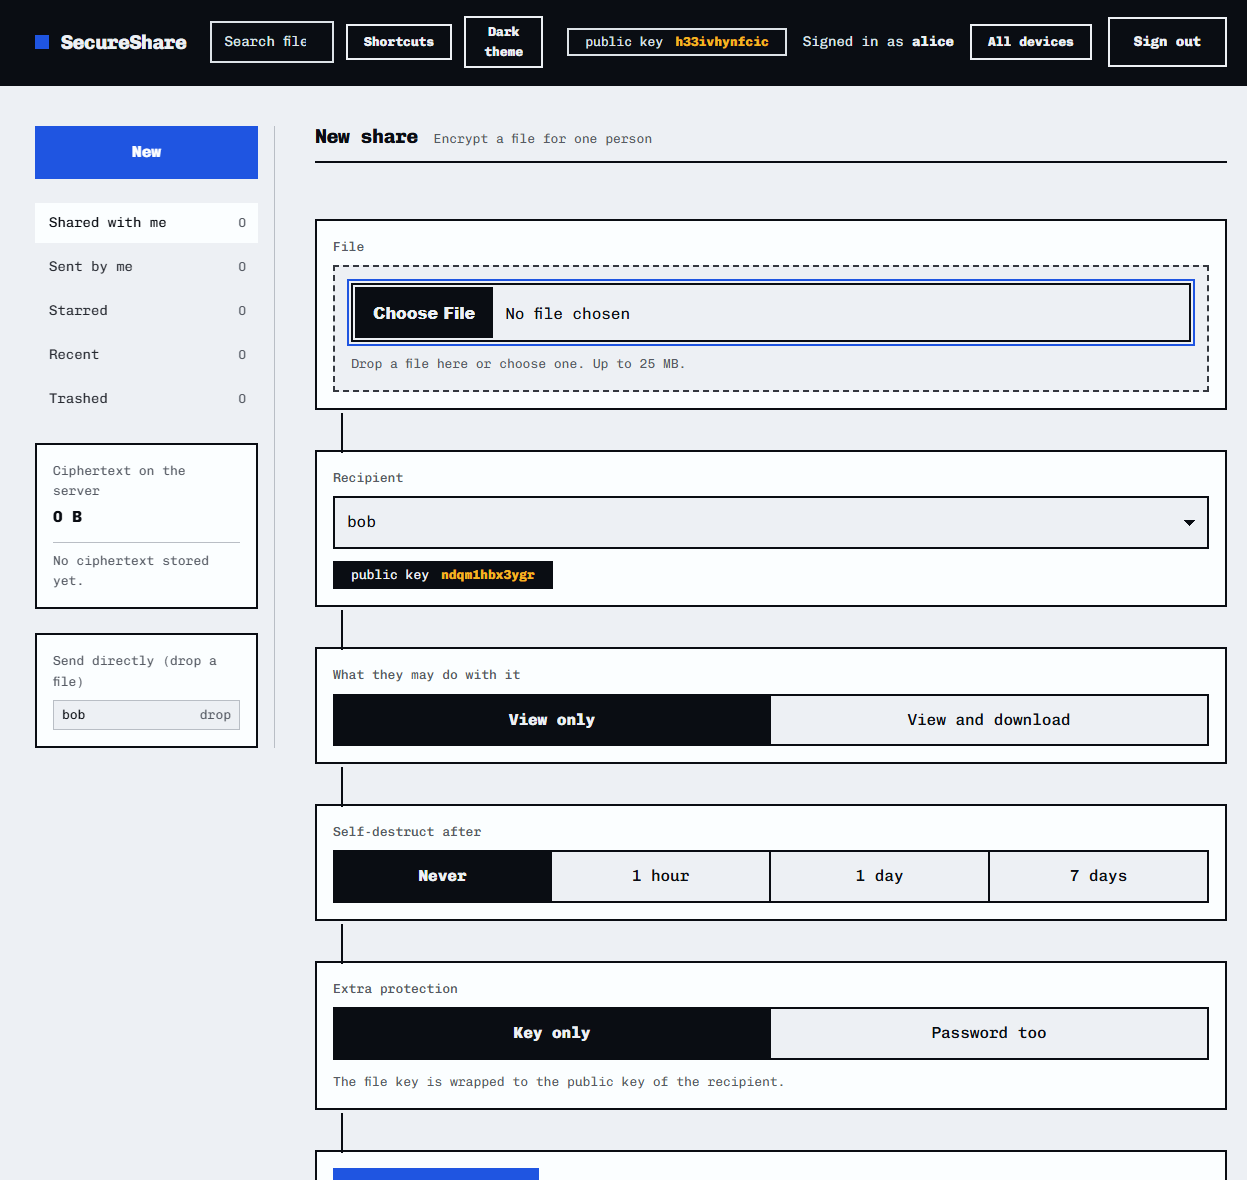 SecureShare
Search file
Shortcuts
Dark
theme
public key h33ivhynfcic
Signed in as alice
All devices
Sign out
New
Shared with me 0
Sent by me 0
Starred 0
Recent 0
Trashed 0
Ciphertext on the
server
0 B
No ciphertext stored
yet.
Send directly (drop a
file)
bob drop
New share Encrypt a file for one person
File
Choose File No file chosen
Drop a file here or choose one. Up to 25 MB.
Recipient
bob
public key ndqm1hbx3ygr
What they may do with it
View only View and download
Self-destruct after
Never 1 hour 1 day 7 days
Extra protection
Key only Password too
The file key is wrapped to the public key of the recipient.